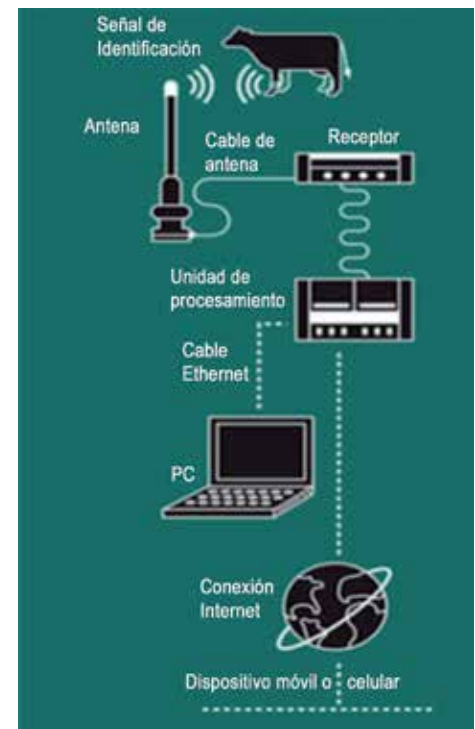 Señal de
Identificación
Antena
Cable de
antena
Receptor
Unidad de
procesamiento
Cable
Ethernet
PC
Conexión
Internet
Dispositivo móvil o celular